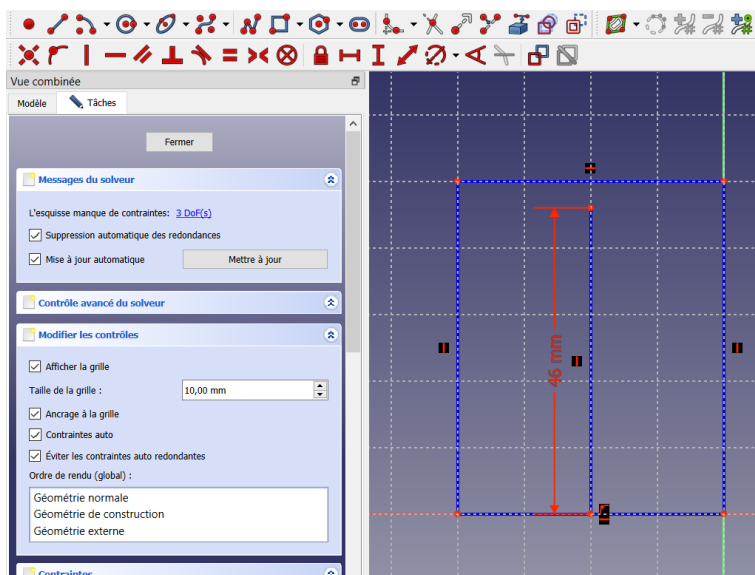 Vue combinée
Modèle
Tâches
Fermer
Messages du solveur
L'esquisse manque de contraintes: 3 DoF(s)
Suppression automatique des redondances
Mise à jour automatique
Mettre à jour
Contrôle avancé du solveur
Modifier les contrôles
Afficher la grille
Taille de la grille :
10,00 mm
Ancrage à la grille
Contraintes auto
Éviter les contraintes auto redondantes
Ordre de rendu (global) :
Géométrie normale
Géométrie de construction
Géométrie externe
Contraintes
46 mm